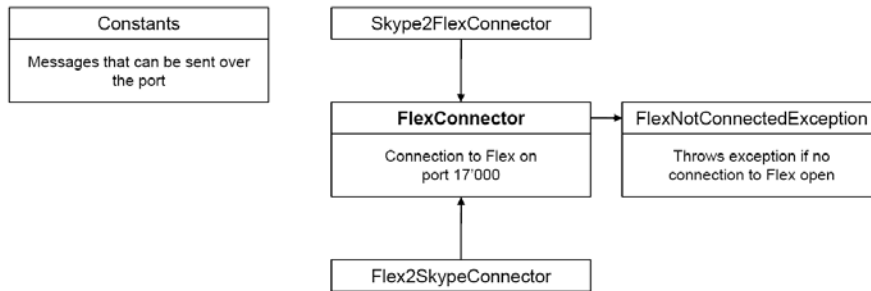 Constants
Messages that can be sent over
the port
Skype2FlexConnector
FlexConnector
Connection to Flex on
port 17'000
FlexNotConnectedException
Throws exception if no
connection to Flex open
Flex2SkypeConnector